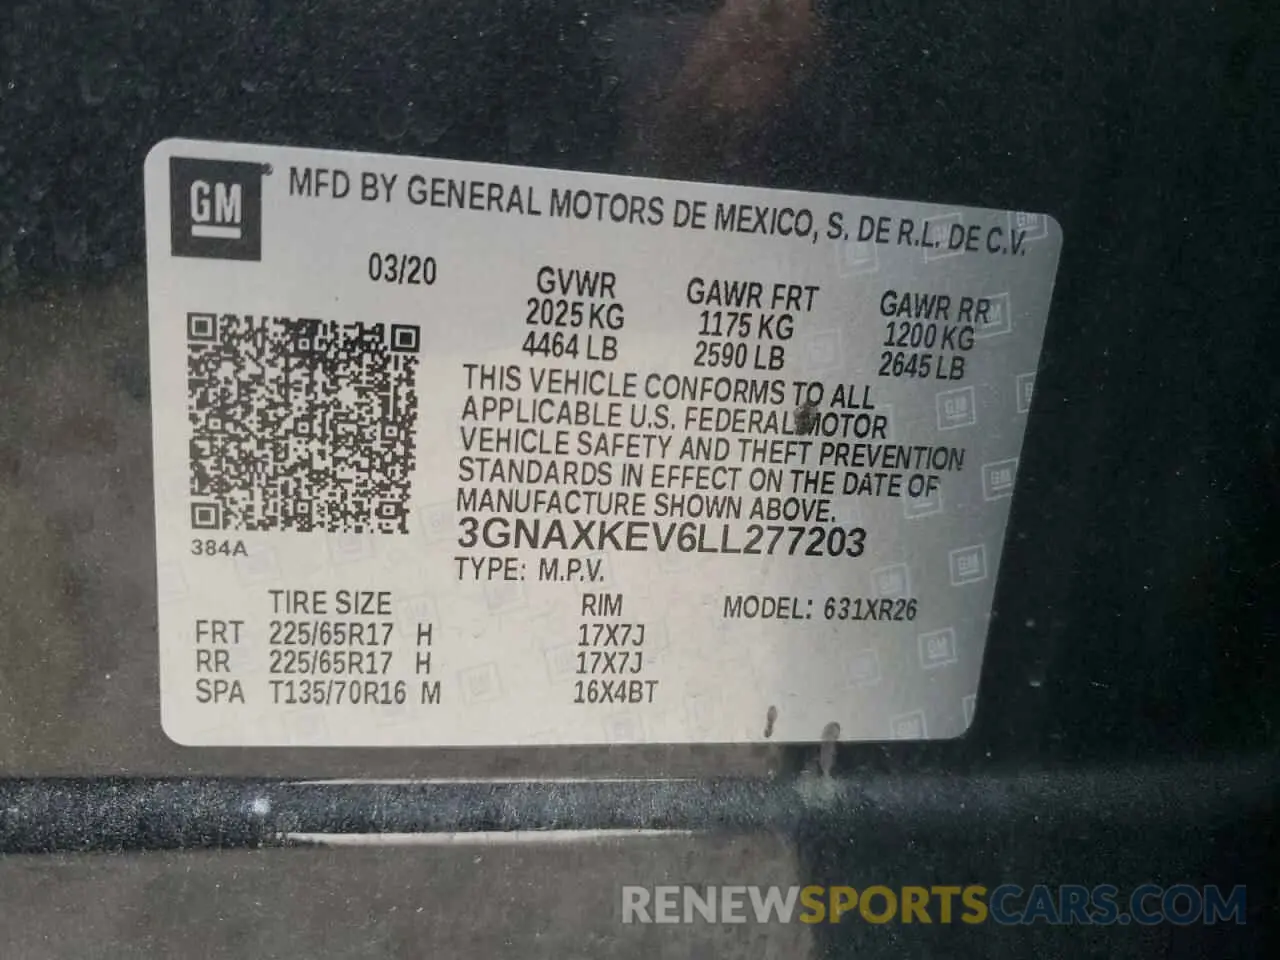 GM MFD BY GENERAL MOTORS DE MEXICO, S. DE R.L. DE C.V.
03/20
GVWR GAWR FRT GAWR RR
2025 KG 1175 KG 1200 KG
4464 LB 2590 LB 2645 LB
THIS VEHICLE CONFORMS TO ALL
APPLICABLE U.S. FEDERAL MOTOR
VEHICLE SAFETY AND THEFT PREVENTION
STANDARDS IN EFFECT ON THE DATE OF
MANUFACTURE SHOWN ABOVE.
3GNAXKEV6LL277203
384A
TYPE: M.P.V.
TIRE SIZE RIM MODEL: 631XR26
FRT 225/65R17 H 17X7J
RR 225/65R17 H 17X7J
SPA T135/70R16 M 16X4BT
RENEWSPORTSCARS.COM